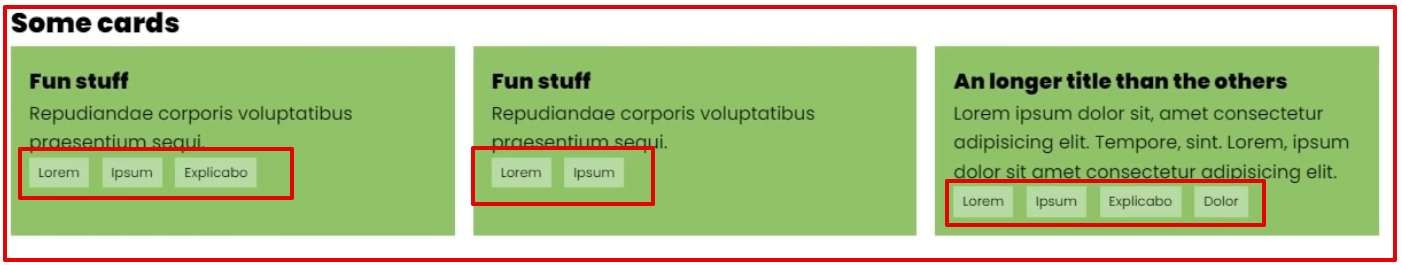 Some cards
Fun stuff
Repudiandae corporis voluptatibus
praesentium sequi.
Lorem Ipsum Explicabo
Fun stuff
Repudiandae corporis voluptatibus
praesentium sequi.
Lorem Ipsum
An longer title than the others
Lorem ipsum dolor sit, amet consectetur
adipisicing elit. Tempore, sint. Lorem, ipsum
dolor sit amet consectetur adipisicing elit.
Lorem Ipsum Explicabo Dolor